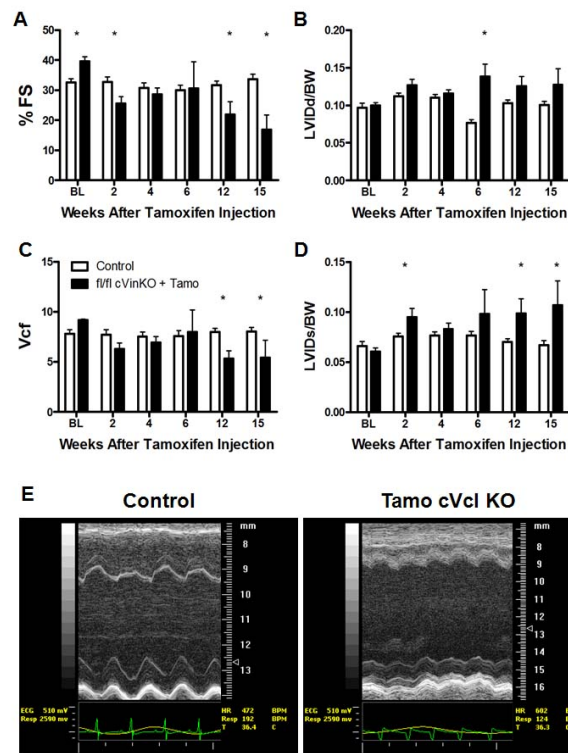 A
* * * *
% FS
50
40
30
20
10
0
BL 2 4 6 12 15
Weeks After Tamoxifen Injection
B
*
LVIDd/BW
0.20
0.15
0.10
0.05
0.00
BL 2 4 6 12 15
Weeks After Tamoxifen Injection
C
Control
fl/fl cVinKO + Tamo
* *
Vcf
15
10
5
0
BL 2 4 6 12 15
Weeks After Tamoxifen Injection
D
* * *
LVIDs/BW
0.15
0.10
0.05
0.00
BL 2 4 6 12 15
Weeks After Tamoxifen Injection
E
Control
mm
8
9
10
11
12
13
ECG 510 mV
Resp 2590 mv
HR 472 BPM
Resp 192 BPM
T 36.4 C
Tamo cVcl KO
mm
8
9
10
11
12
13
14
15
16
ECG 510 mV
Resp 2590 mv
HR 602 BPM
Resp 124 BPM
T 36.3 C